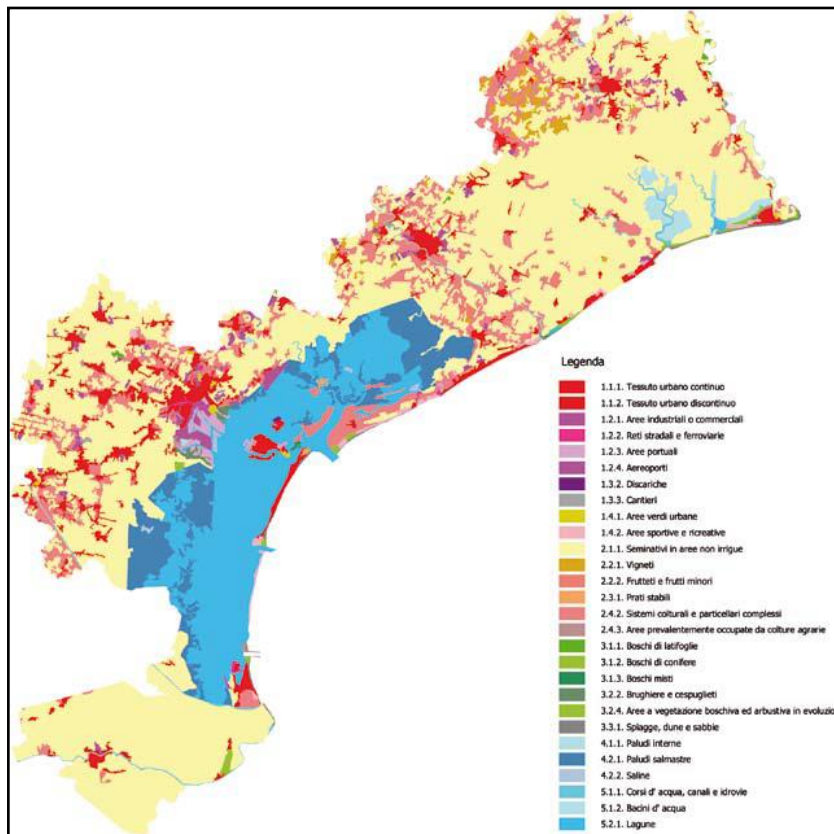 Legenda
1.1.1. Tessuto urbano continuo
1.1.2. Tessuto urbano discontinuo
1.2.1. Aree industriali o commerciali
1.2.2. Reti stradali e ferroviarie
1.2.3. Aree portuali
1.2.4. Aereoporti
1.3.2. Discariche
1.3.3. Cantieri
1.4.1. Aree verdi urbane
1.4.2. Aree sportive e ricreative
2.1.1. Seminativi in aree non irrigue
2.2.1. Vigneti
2.2.2. Frutteti e frutti minori
2.3.1. Prati stabili
2.4.2. Sistemi colturali e particellari complessi
2.4.3. Aree prevalentemente occupate da colture agrarie
3.1.1. Boschi di latifoglie
3.1.2. Boschi di conifere
3.1.3. Boschi misti
3.2.2. Brughiere e cespuglieti
3.2.4. Aree a vegetazione boschiva ed arbustiva in evoluzio
3.3.1. Spiagge, dune e sabbie
4.1.1. Paludi interne
4.2.1. Paludi salmastre
4.2.2. Saline
5.1.1. Corsi d' acqua, canali e idrovie
5.1.2. Bacini d' acqua
5.2.1. Lagune